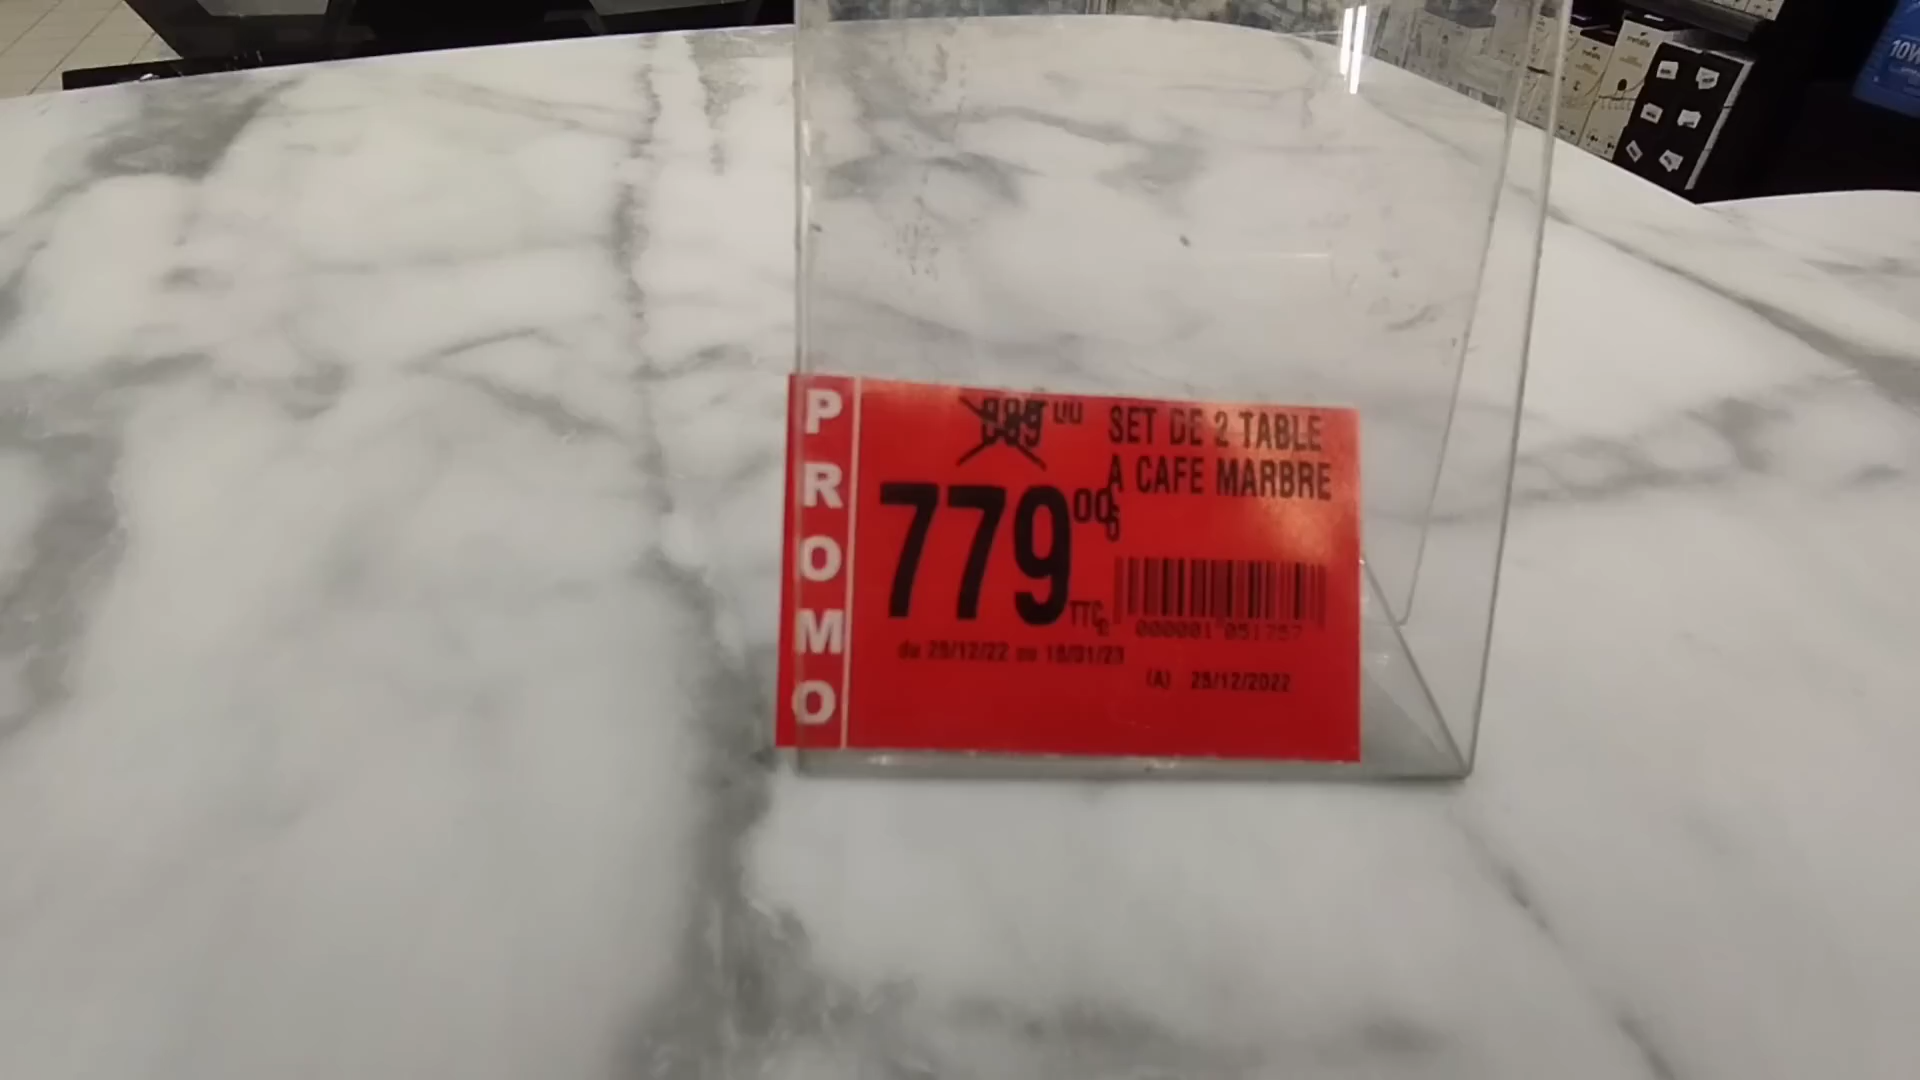 PROMO
SET DE 2 TABLE
A CAFE MARBRE
779 00
TTC
du 29/12/22 au 18/01/23
(A) 29/12/2022
10W